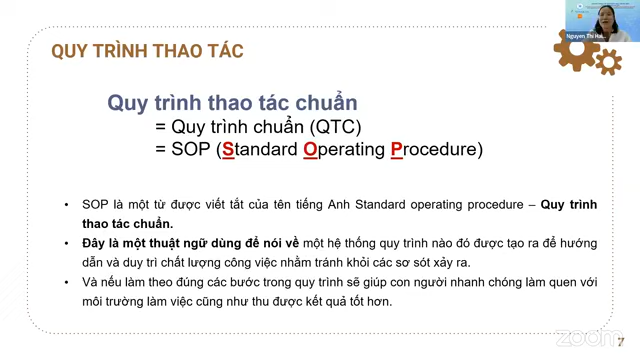 QUY TRÌNH THAO TÁC
Nguyen Thi Hai...
Quy trình thao tác chuẩn
= Quy trình chuẩn (QTC)
= SOP (Standard Operating Procedure)
• SOP là một từ được viết tắt của tên tiếng Anh Standard operating procedure – Quy trình
thao tác chuẩn.
• Đây là một thuật ngữ dùng để nói về một hệ thống quy trình nào đó được tạo ra để hướng
dẫn và duy trì chất lượng công việc nhằm tránh khỏi các sơ sót xảy ra.
• Và nếu làm theo đúng các bước trong quy trình sẽ giúp con người nhanh chóng làm quen với
môi trường làm việc cũng như thu được kết quả tốt hơn.
zoom
7